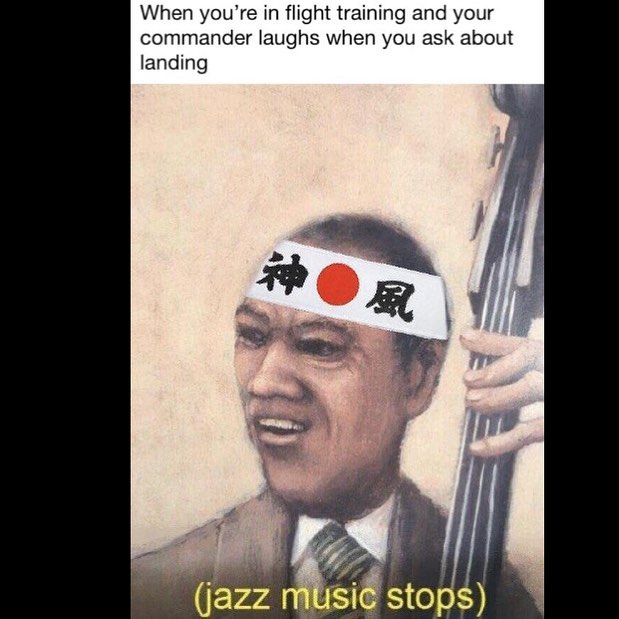 When you’re in flight training and your
commander laughs when you ask about
landing
神 風
(jazz music stops)